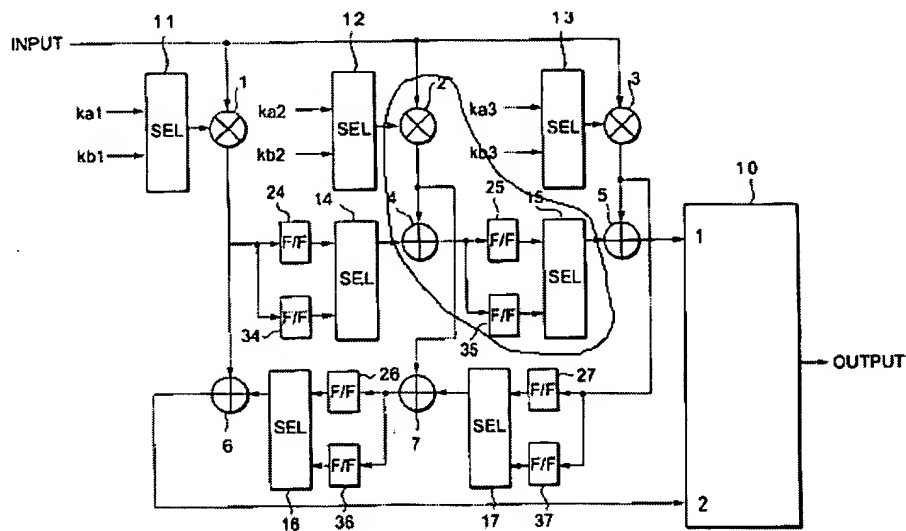 11
12
13
INPUT
1
2
3
ka1
kb1
SEL
ka2
kb2
SEL
ka3
kb3
SEL
10
24
14
4
25
15
5
1
F/F
F/F
SEL
F/F
F/F
SEL
34
35
OUTPUT
26
27
6
SEL
F/F
F/F
7
SEL
F/F
F/F
2
16
36
17
37